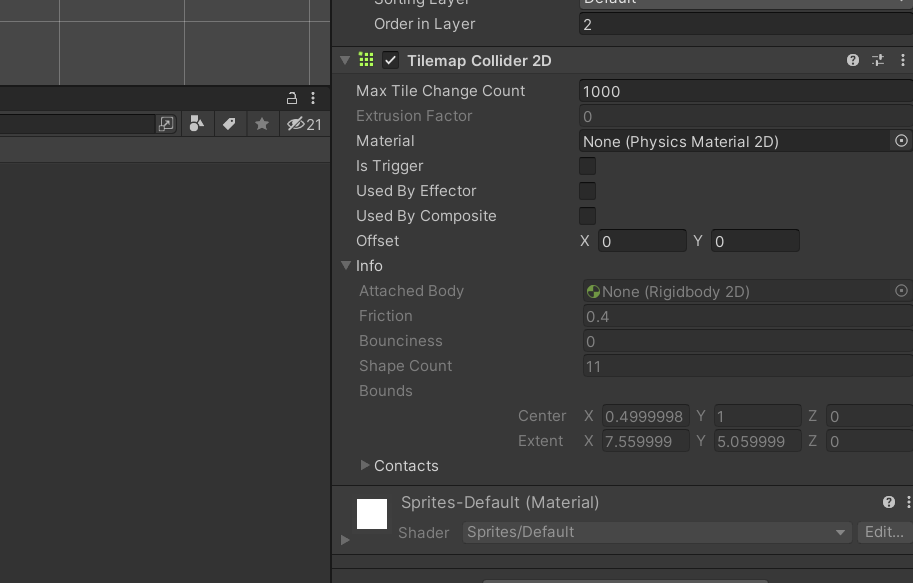 Sorting Layer Default
Order in Layer 2
Tilemap Collider 2D
Max Tile Change Count 1000
Extrusion Factor 0
21
Material None (Physics Material 2D)
Is Trigger
Used By Effector
Used By Composite
Offset X 0 Y 0
Info
Attached Body None (Rigidbody 2D)
Friction 0.4
Bounciness 0
Shape Count 11
Bounds
Center X 0.4999998 Y 1 Z 0
Extent X 7.559999 Y 5.059999 Z 0
Contacts
Sprites-Default (Material)
Shader Sprites/Default Edit...